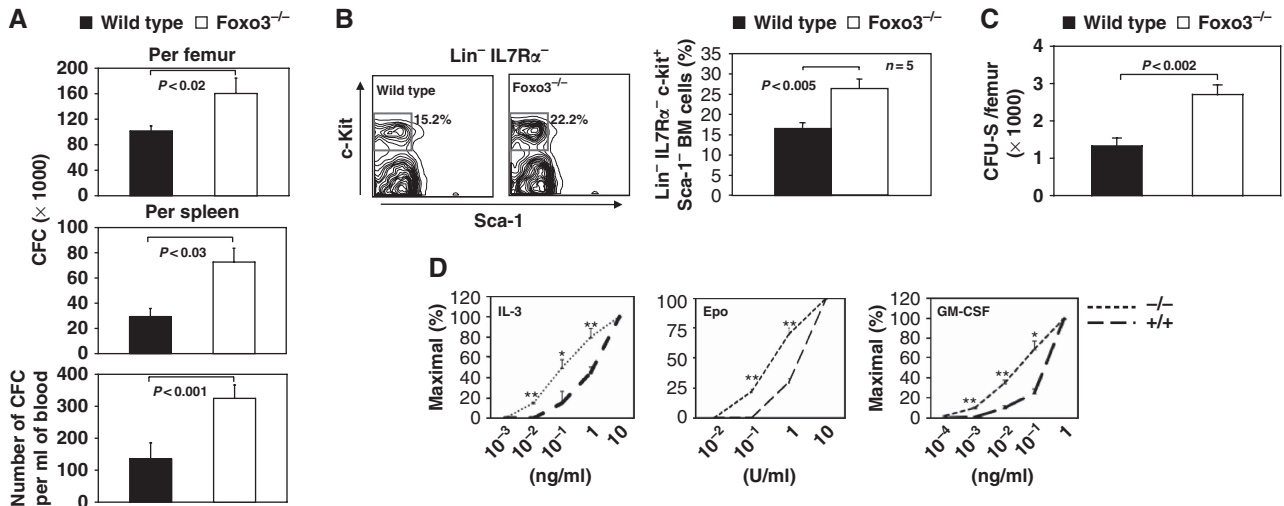 A
■ Wild type □ Foxo3⁻/⁻
Per femur
200
160
120
80
40
0
P < 0.02
CFC (× 1000)
Per spleen
100
80
60
40
20
0
P < 0.03
Number of CFC
per ml of blood
400
300
200
100
0
P < 0.001
B
■ Wild type □ Foxo3⁻/⁻
Lin⁻ IL7Rα⁻
Wild type
15.2%
Foxo3⁻/⁻
22.2%
c-Kit
Sca-1
Lin⁻ IL7Rα⁻ c-kit⁺
Sca-1⁻ BM cells (%)
35
30
25
20
15
10
5
0
P < 0.005
n = 5
C
■ Wild type □ Foxo3⁻/⁻
CFU-S /femur
(× 1000)
4
3
2
1
0
P < 0.002
D
Maximal (%)
120
100
80
60
40
20
0
IL-3
**
*
**
10⁻³
10⁻²
10⁻¹
1
10
(ng/ml)
100
75
50
25
0
Epo
**
**
10⁻²
10⁻¹
1
10
(U/ml)
Maximal (%)
120
100
80
60
40
20
0
GM-CSF
**
**
*
10⁻⁴
10⁻³
10⁻²
10⁻¹
1
(ng/ml)
−/−
+/+